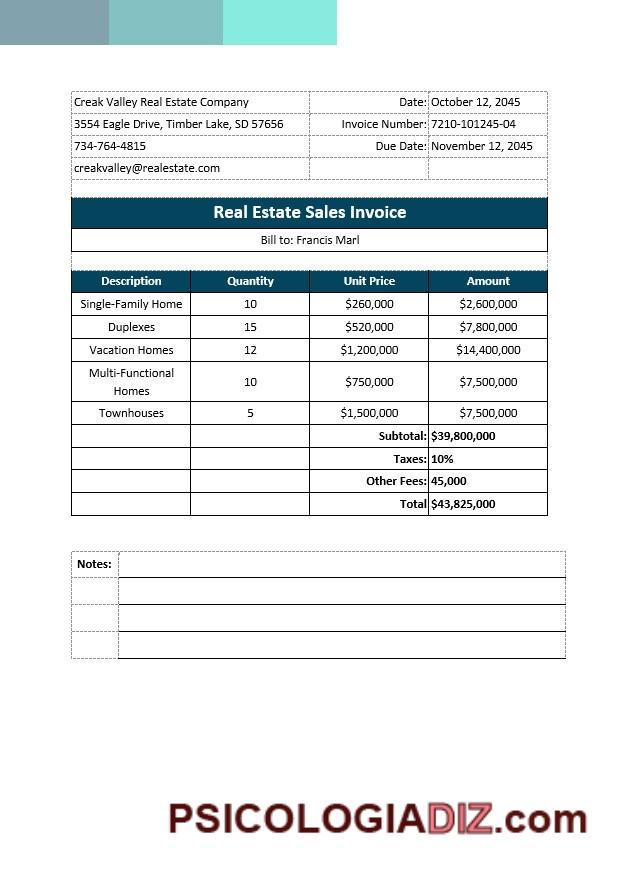 Creak Valley Real Estate Company Date: October 12, 2045
3554 Eagle Drive, Timber Lake, SD 57656 Invoice Number: 7210-101245-04
734-764-4815 Due Date: November 12, 2045
creakvalley@realestate.com
Real Estate Sales Invoice
Bill to: Francis Marl
Description Quantity Unit Price Amount
Single-Family Home 10 $260,000 $2,600,000
Duplexes 15 $520,000 $7,800,000
Vacation Homes 12 $1,200,000 $14,400,000
Multi-Functional
Homes 10 $750,000 $7,500,000
Townhouses 5 $1,500,000 $7,500,000
Subtotal: $39,800,000
Taxes: 10%
Other Fees: 45,000
Total $43,825,000
Notes:
PSICOLOGIADIZ.com